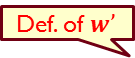 Def. of w'